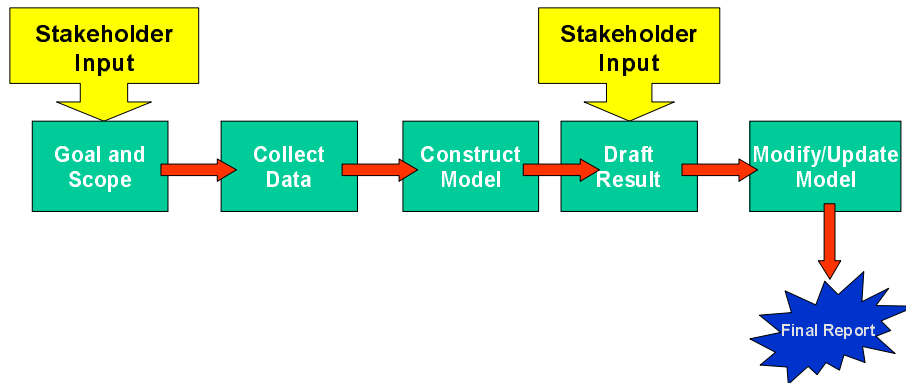 Stakeholder
Input
Stakeholder
Input
Goal and
Scope
Collect
Data
Construct
Model
Draft
Result
Modify/Update
Model
Final Report